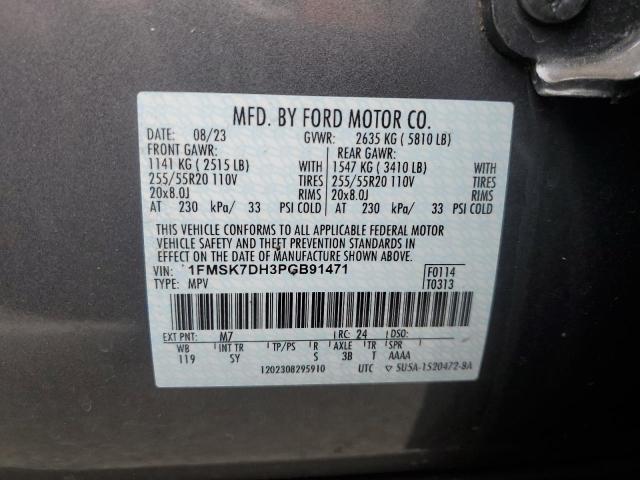 MFD. BY FORD MOTOR CO.
DATE: 08/23 GVWR: 2635 KG ( 5810 LB)
FRONT GAWR: REAR GAWR:
1141 KG ( 2515 LB) WITH 1547 KG ( 3410 LB) WITH
255/55R20 110V TIRES 255/55R20 110V TIRES
20x8.0J RIMS 20x8.0J RIMS
AT 230 kPa/ 33 PSI COLD AT 230 kPa/ 33 PSI COLD
THIS VEHICLE CONFORMS TO ALL APPLICABLE FEDERAL MOTOR
VEHICLE SAFETY AND THEFT PREVENTION STANDARDS IN
EFFECT ON THE DATE OF MANUFACTURE SHOWN ABOVE.
VIN: 1FMSK7DH3PGB91471 F0114
TYPE: MPV T0313
EXT PNT: M7 RC: 24 DSO:
WB INT TR TP/PS R AXLE TR SPR
119 SY S 3B T AAAA
1202308295910 UTC ▽ SU5A-1520472-BA